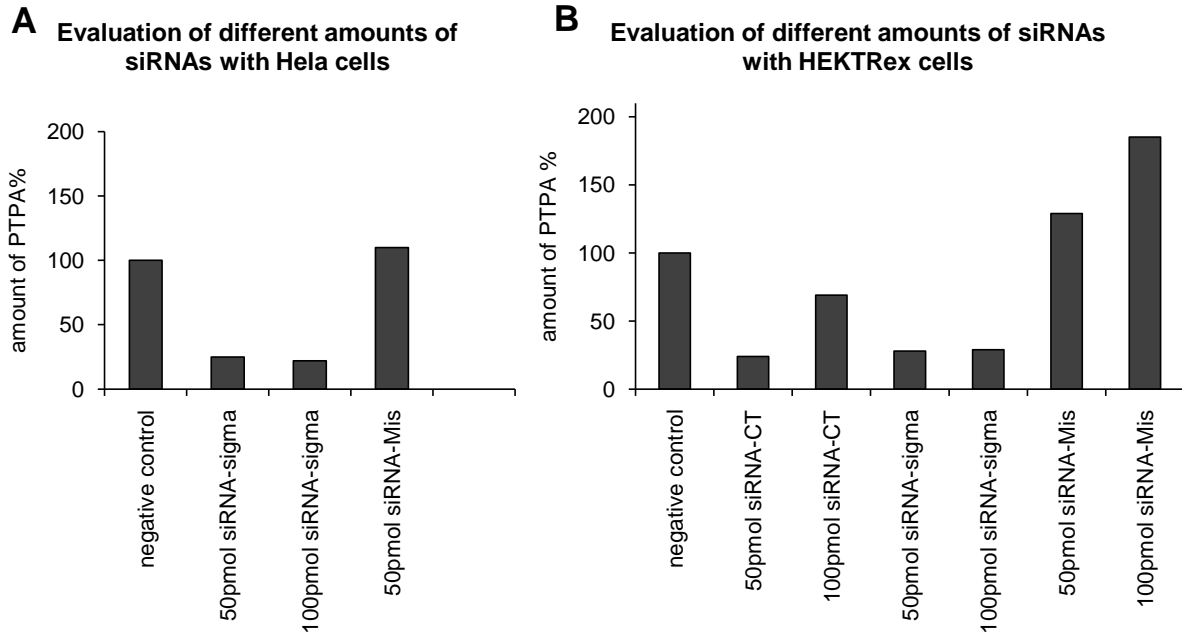 A
Evaluation of different amounts of
siRNAs with Hela cells
amount of PTPA%
200
150
100
50
0
negative control
50pmol siRNA-sigma
100pmol siRNA-sigma
50pmol siRNA-Mis
B
Evaluation of different amounts of siRNAs
with HEKTRex cells
amount of PTPA %
200
150
100
50
0
negative control
50pmol siRNA-CT
100pmol siRNA-CT
50pmol siRNA-sigma
100pmol siRNA-sigma
50pmol siRNA-Mis
100pmol siRNA-Mis